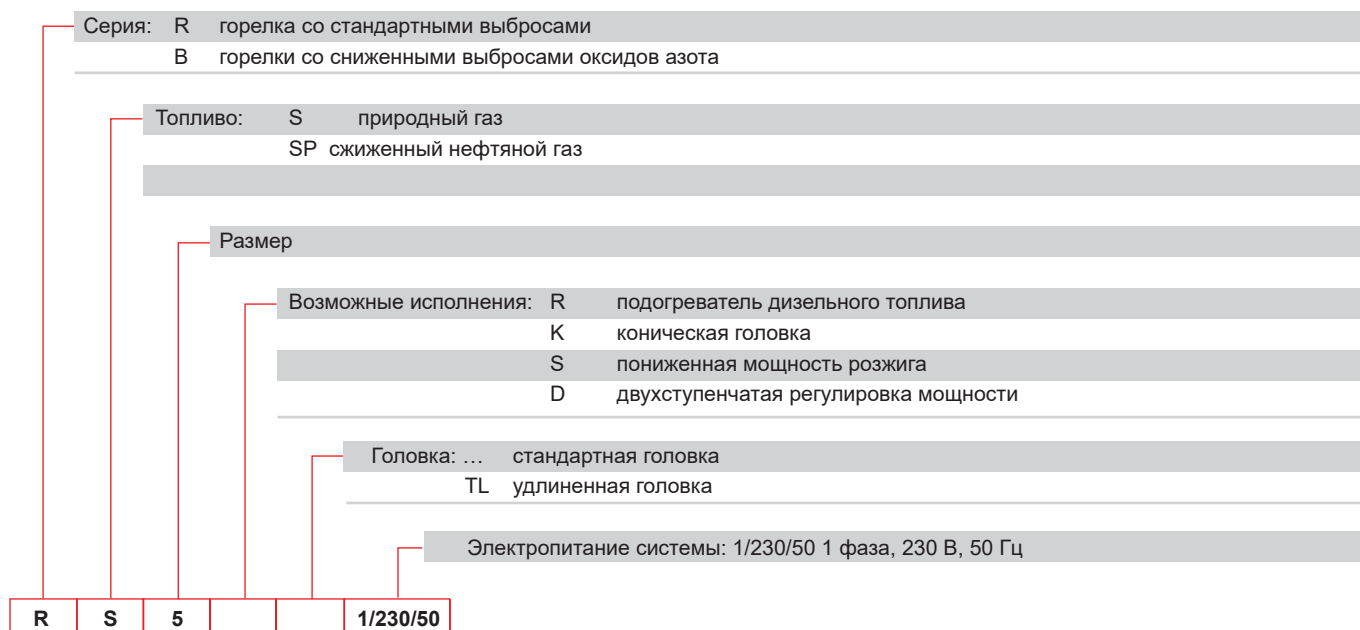 Серия: R горелка со стандартными выбросами
B горелки со сниженными выбросами оксидов азота
Топливо: S природный газ
SP сжиженный нефтяной газ
Размер
Возможные исполнения: R подогреватель дизельного топлива
K коническая головка
S пониженная мощность розжига
D двухступенчатая регулировка мощности
Головка: … стандартная головка
TL удлиненная головка
Электропитание системы: 1/230/50 1 фаза, 230 В, 50 Гц
R S 5 1/230/50